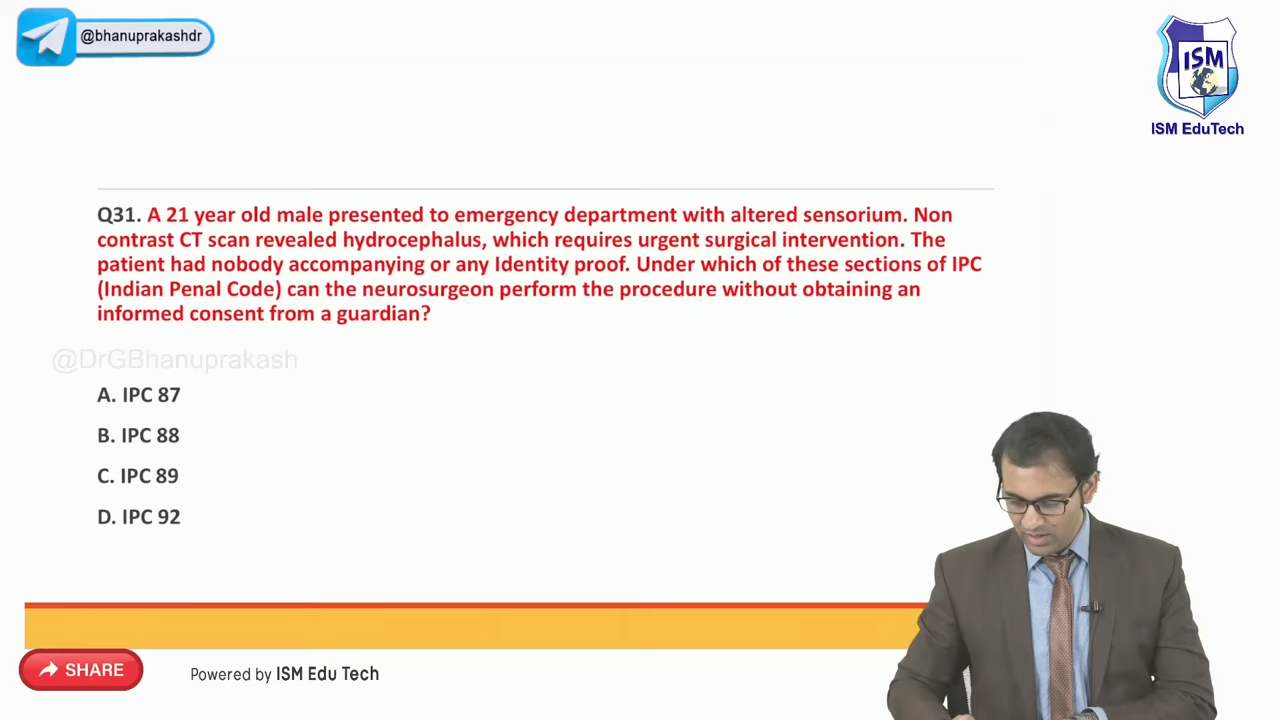 @bhanuprakashdr
ISM
ISM EduTech
Q31. A 21 year old male presented to emergency department with altered sensorium. Non
contrast CT scan revealed hydrocephalus, which requires urgent surgical intervention. The
patient had nobody accompanying or any Identity proof. Under which of these sections of IPC
(Indian Penal Code) can the neurosurgeon perform the procedure without obtaining an
informed consent from a guardian?
@DrGBhanuprakash
A. IPC 87
B. IPC 88
C. IPC 89
D. IPC 92
SHARE
Powered by ISM Edu Tech